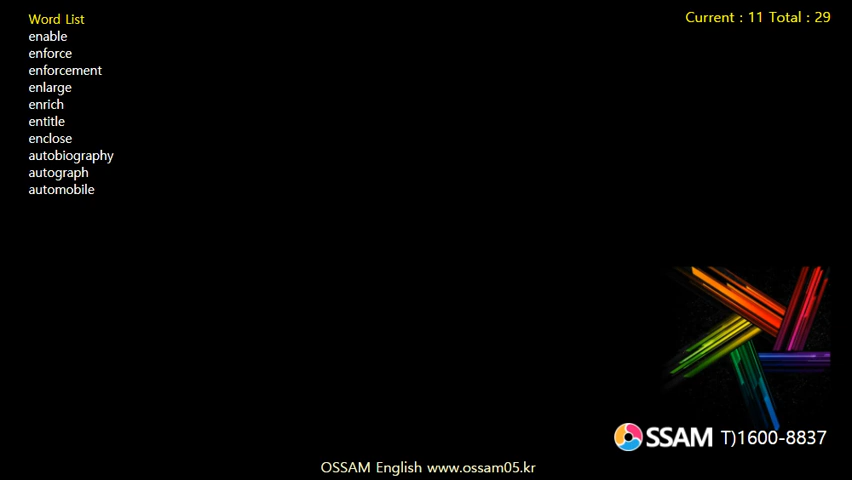 Word List
Current : 11 Total : 29
enable
enforce
enforcement
enlarge
enrich
entitle
enclose
autobiography
autograph
automobile
OSSAM T)1600-8837
OSSAM English www.ossam05.kr